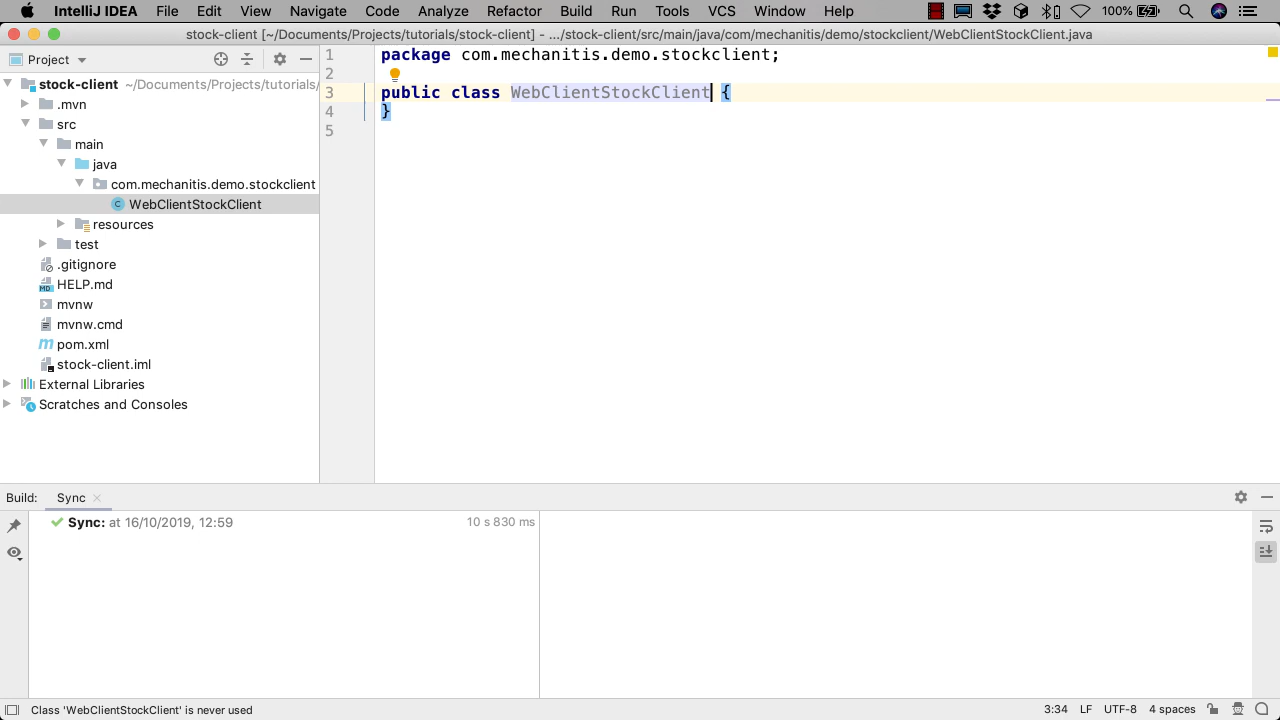 IntelliJ IDEA File Edit View Navigate Code Analyze Refactor Build Run Tools VCS Window Help 100%
stock-client [~/Documents/Projects/tutorials/stock-client] - .../stock-client/src/main/java/com/mechanitis/demo/stockclient/WebClientStockClient.java
Project
stock-client ~/Documents/Projects/tutorials/
.mvn
src
main
java
com.mechanitis.demo.stockclient
C WebClientStockClient
resources
test
.gitignore
MD HELP.md
mvnw
mvnw.cmd
m pom.xml
stock-client.iml
External Libraries
Scratches and Consoles
1 package com.mechanitis.demo.stockclient;
2
3 public class WebClientStockClient {
4 }
5
Build: Sync
Sync: at 16/10/2019, 12:59 10 s 830 ms
Class 'WebClientStockClient' is never used 3:34 LF UTF-8 4 spaces